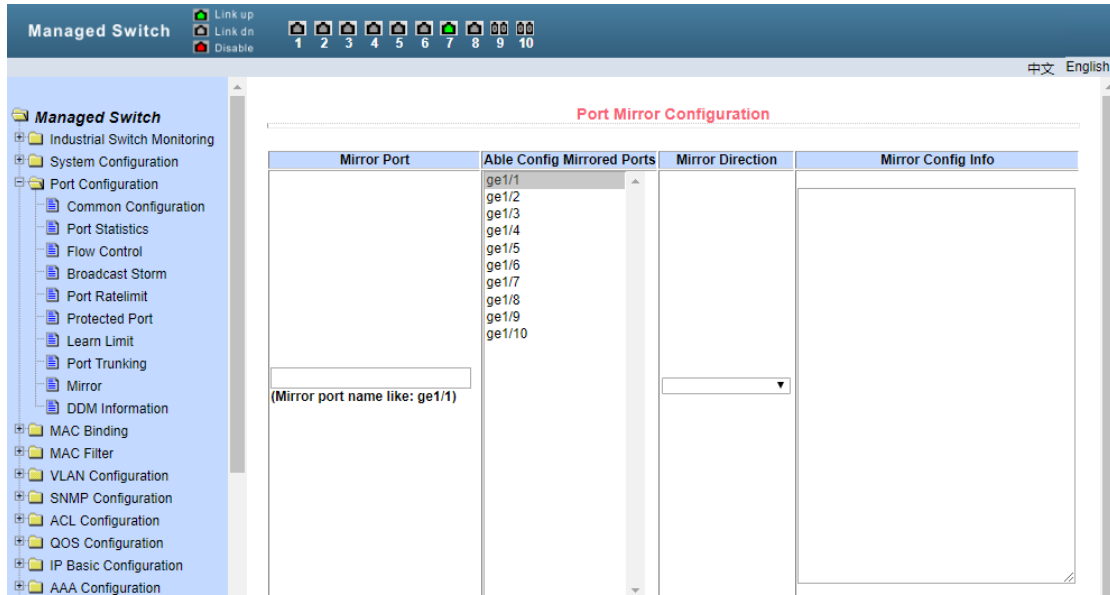 Managed Switch
Link up
Link dn
Disable
1 2 3 4 5 6 7 8 9 10
中文 English
Managed Switch
Industrial Switch Monitoring
System Configuration
Port Configuration
Common Configuration
Port Statistics
Flow Control
Broadcast Storm
Port Ratelimit
Protected Port
Learn Limit
Port Trunking
Mirror
DDM Information
MAC Binding
MAC Filter
VLAN Configuration
SNMP Configuration
ACL Configuration
QOS Configuration
IP Basic Configuration
AAA Configuration
Port Mirror Configuration
Mirror Port Able Config Mirrored Ports Mirror Direction Mirror Config Info
ge1/1
ge1/2
ge1/3
ge1/4
ge1/5
ge1/6
ge1/7
ge1/8
ge1/9
ge1/10
(Mirror port name like: ge1/1)